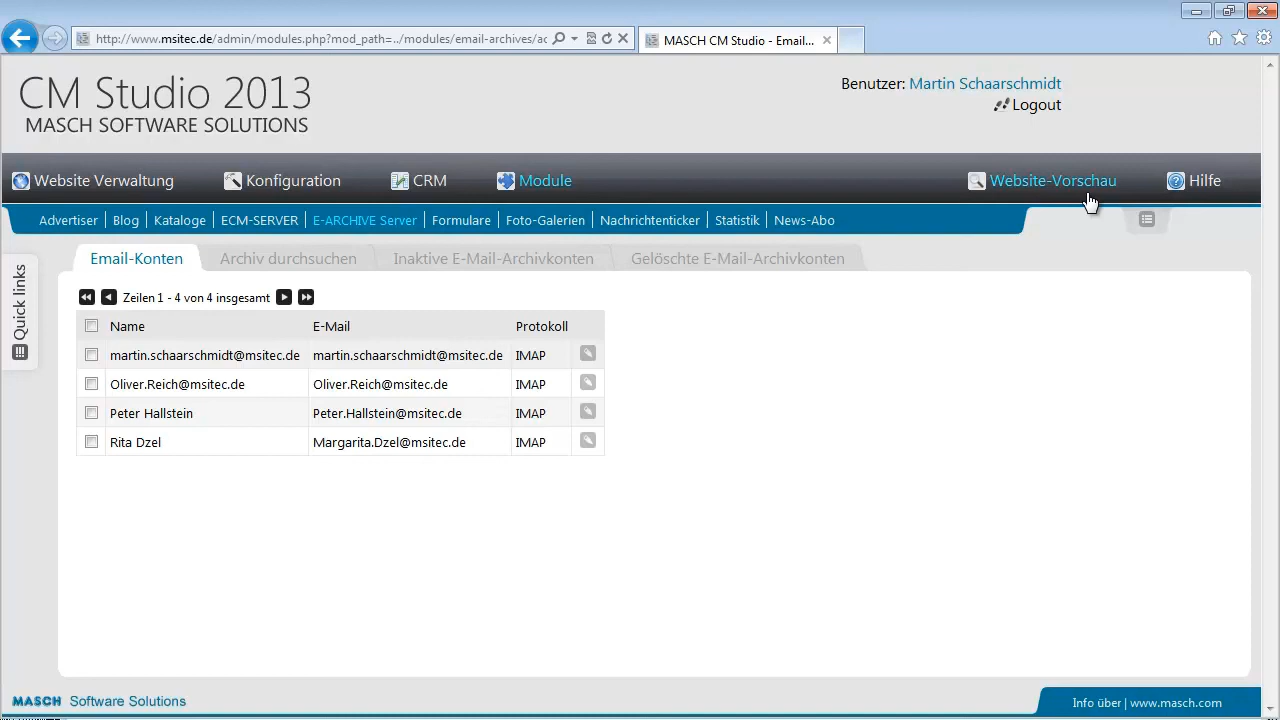 http://www.msitec.de/admin/modules.php?mod_path=../modules/email-archives/ac
MASCH CM Studio - Email...
CM Studio 2013
MASCH SOFTWARE SOLUTIONS
Benutzer: Martin Schaarschmidt
Logout
Website Verwaltung Konfiguration CRM Module Website-Vorschau Hilfe
Advertiser Blog Kataloge ECM-SERVER E-ARCHIVE Server Formulare Foto-Galerien Nachrichtenticker Statistik News-Abo
Quick links
Email-Konten Archiv durchsuchen Inaktive E-Mail-Archivkonten Gelöschte E-Mail-Archivkonten
Zeilen 1 - 4 von 4 insgesamt
Name E-Mail Protokoll
martin.schaarschmidt@msitec.de martin.schaarschmidt@msitec.de IMAP
Oliver.Reich@msitec.de Oliver.Reich@msitec.de IMAP
Peter Hallstein Peter.Hallstein@msitec.de IMAP
Rita Dzel Margarita.Dzel@msitec.de IMAP
MASCH Software Solutions
Info über | www.masch.com